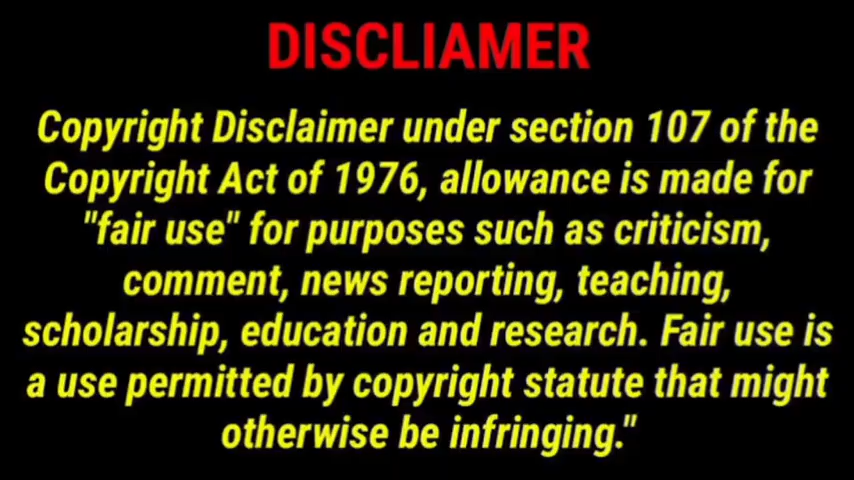 DISCLIAMER
Copyright Disclaimer under section 107 of the
Copyright Act of 1976, allowance is made for
"fair use" for purposes such as criticism,
comment, news reporting, teaching,
scholarship, education and research. Fair use is
a use permitted by copyright statute that might
otherwise be infringing."